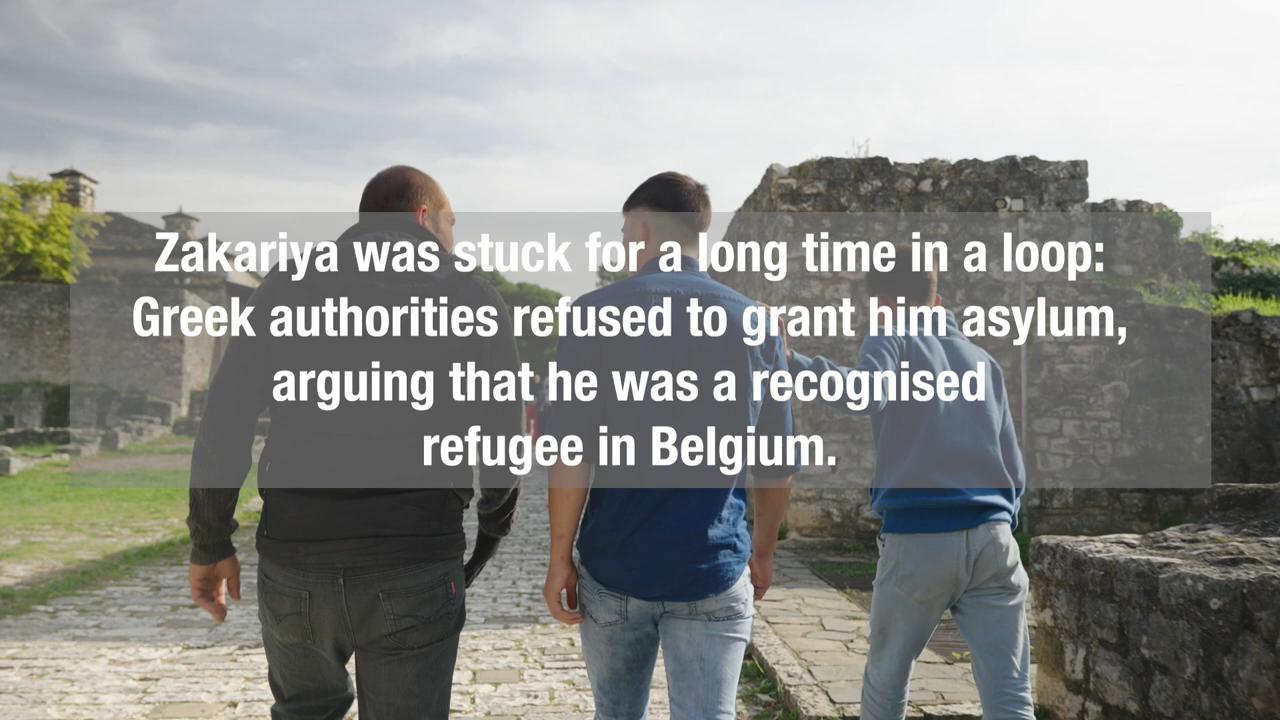 Zakariya was stuck for a long time in a loop:
Greek authorities refused to grant him asylum,
arguing that he was a recognised
refugee in Belgium.